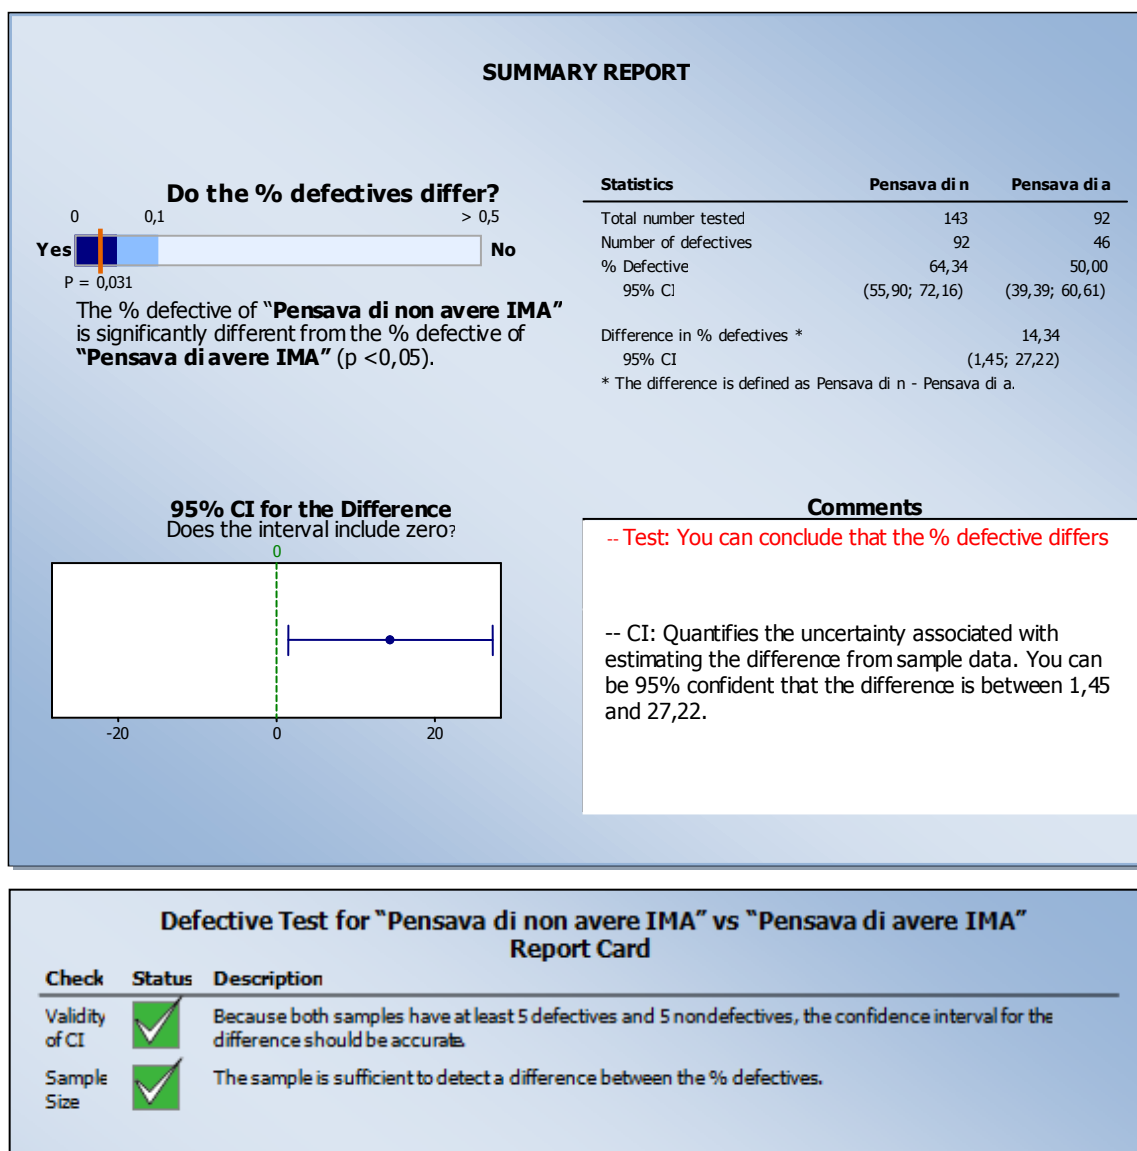 SUMMARY REPORT
Do the % defectives differ?
0 0,1 > 0,5
Yes No
P = 0,031
The % defective of “Pensava di non avere IMA”
is significantly different from the % defective of
“Pensava di avere IMA” (p <0,05).
Statistics Pensava di n Pensava di a
Total number tested 143 92
Number of defectives 92 46
% Defective 64,34 50,00
95% CI (55,90; 72,16) (39,39; 60,61)
Difference in % defectives * 14,34
95% CI (1,45; 27,22)
* The difference is defined as Pensava di n - Pensava di a.
95% CI for the Difference
Does the interval include zero?
0
-20 0 20
Comments
-- Test: You can conclude that the % defective differs
-- CI: Quantifies the uncertainty associated with
estimating the difference from sample data. You can
be 95% confident that the difference is between 1,45
and 27,22.
Defective Test for “Pensava di non avere IMA” vs “Pensava di avere IMA”
Report Card
Check Status Description
Validity
of CI
Because both samples have at least 5 defectives and 5 nondefectives, the confidence interval for the
difference should be accurate.
Sample
Size
The sample is sufficient to detect a difference between the % defectives.